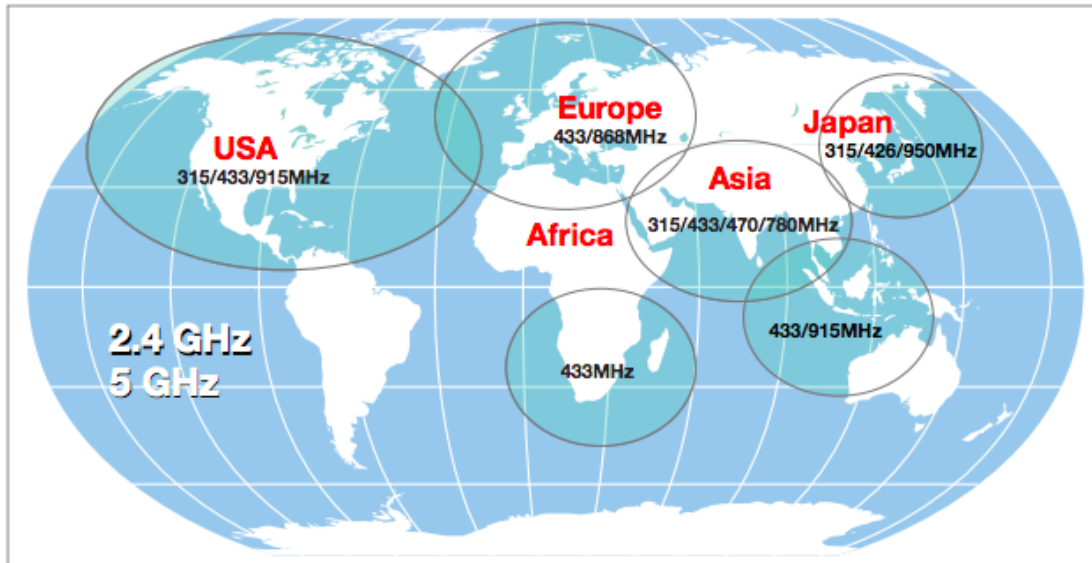 USA
315/433/915MHz
Europe
433/868MHz
Japan
315/426/950MHz
Asia
315/433/470/780MHz
Africa
433/915MHz
433MHz
2.4 GHz
5 GHz